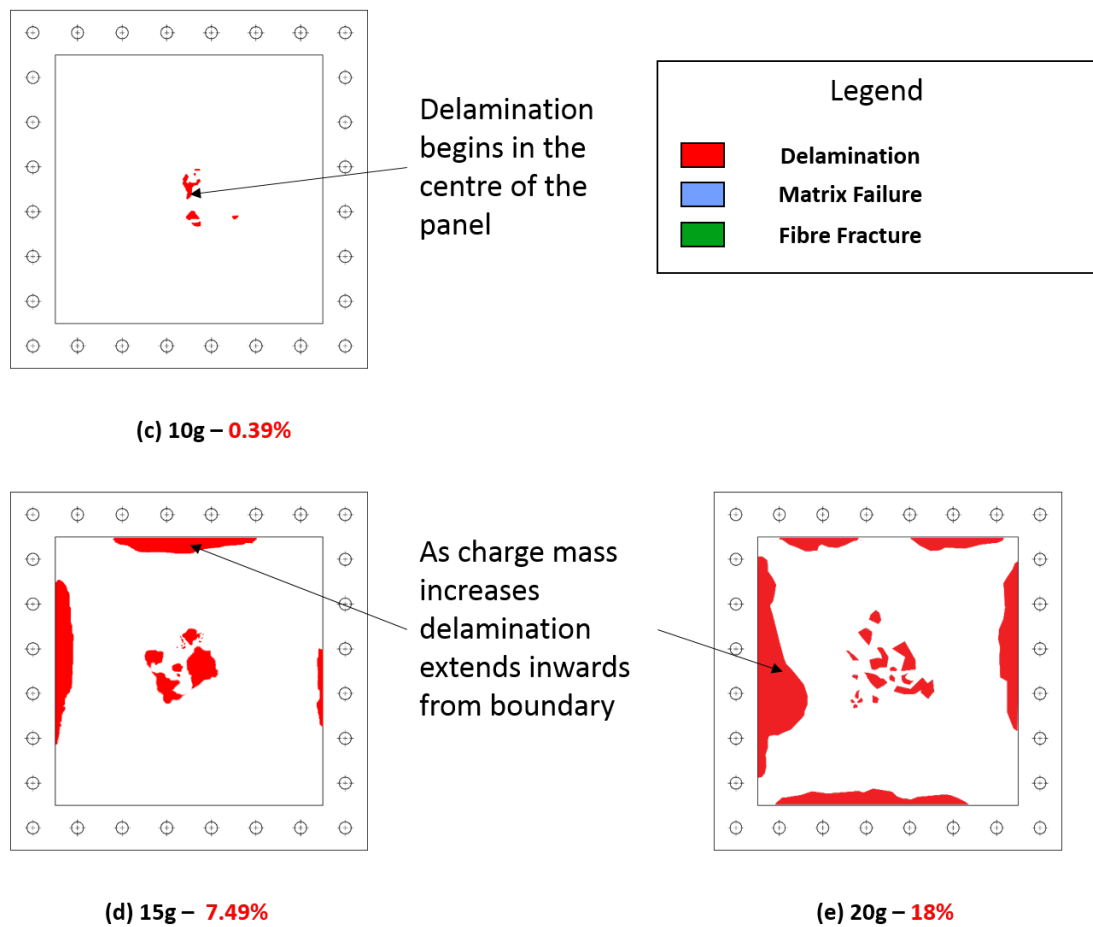 Delamination
begins in the
centre of the
panel
Legend
Delamination
Matrix Failure
Fibre Fracture
(c) 10g – 0.39%
As charge mass
increases
delamination
extends inwards
from boundary
(d) 15g – 7.49%
(e) 20g – 18%